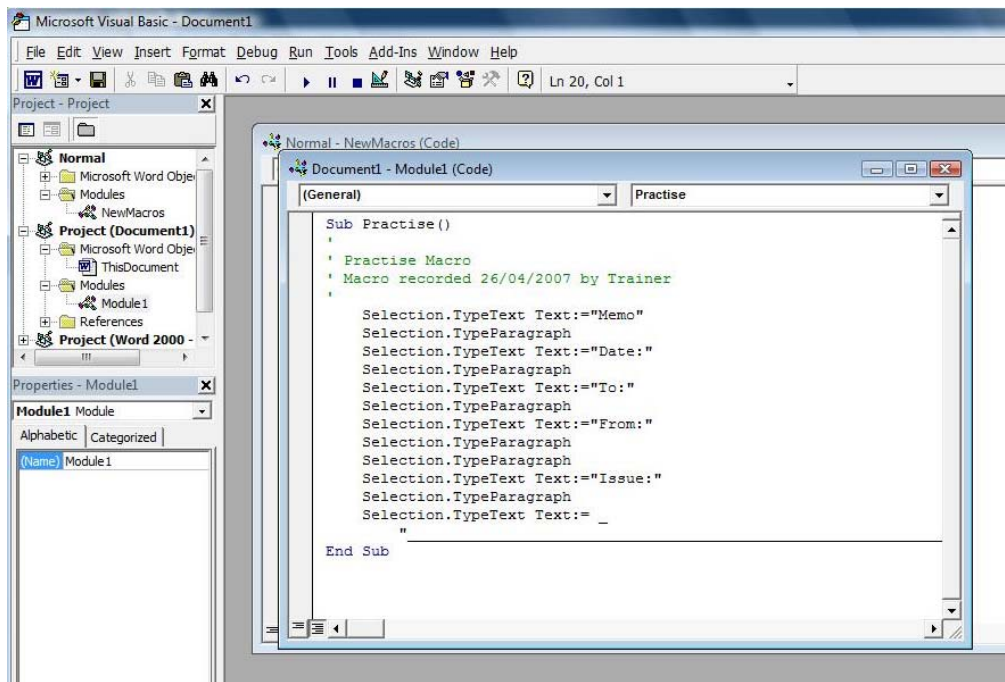 Microsoft Visual Basic - Document1
File Edit View Insert Format Debug Run Tools Add-Ins Window Help
Ln 20, Col 1
Project - Project
Normal
Microsoft Word Obje
Modules
NewMacros
Project (Document1)
Microsoft Word Obje
ThisDocument
Modules
Module1
References
Project (Word 2000 -
Properties - Module1
Module1 Module
Alphabetic Categorized
(Name) Module1
Normal - NewMacros (Code)
Document1 - Module1 (Code)
(General) Practise
Sub Practise()
'
' Practise Macro
' Macro recorded 26/04/2007 by Trainer
'
Selection.TypeText Text:="Memo"
Selection.TypeParagraph
Selection.TypeText Text:="Date:"
Selection.TypeParagraph
Selection.TypeText Text:="To:"
Selection.TypeParagraph
Selection.TypeText Text:="From:"
Selection.TypeParagraph
Selection.TypeParagraph
Selection.TypeText Text:="Issue:"
Selection.TypeParagraph
Selection.TypeText Text:= _
"______________________________
End Sub